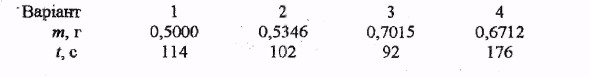 Варіант 1 2 3 4
m, г 0,5000 0,5346 0,7015 0,6712
t, с 114 102 92 176